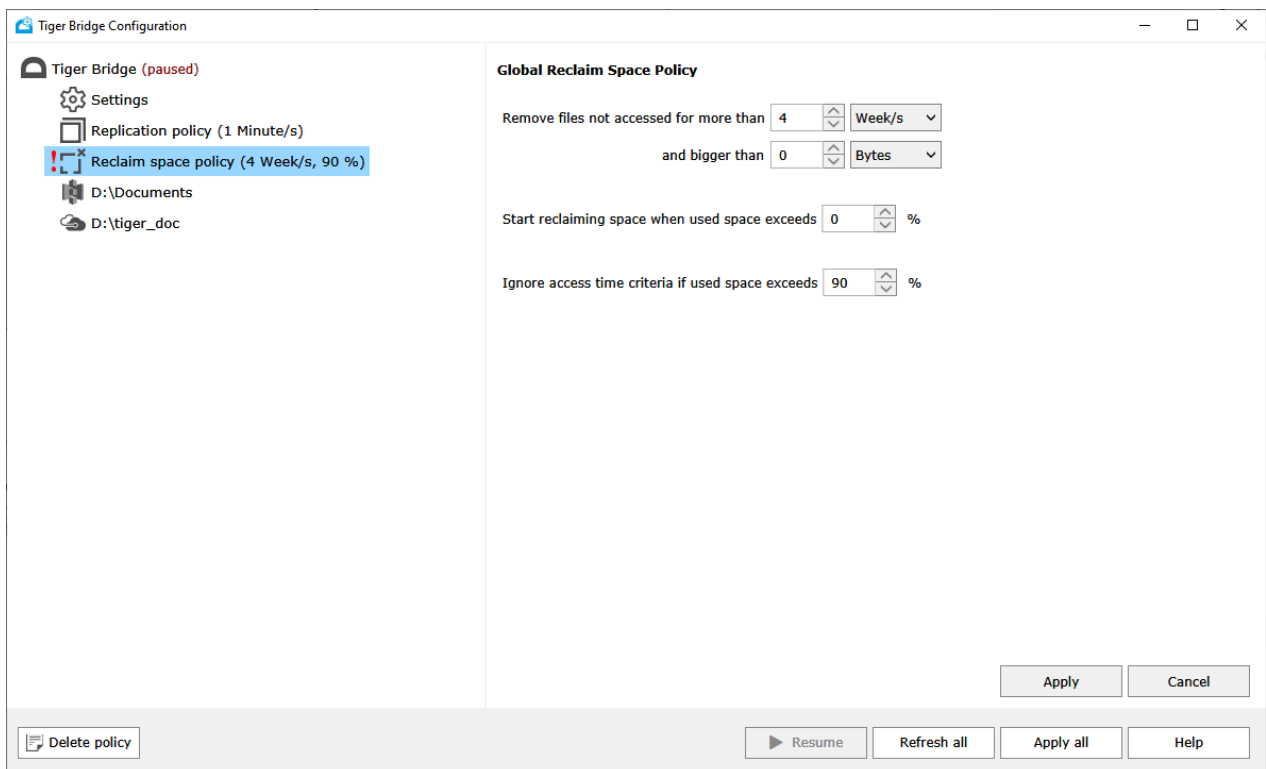 Tiger Bridge Configuration
Tiger Bridge (paused)
Settings
Replication policy (1 Minute/s)
! Reclaim space policy (4 Week/s, 90 %)
D:\Documents
D:\tiger_doc
Global Reclaim Space Policy
Remove files not accessed for more than 4 Week/s
and bigger than 0 Bytes
Start reclaiming space when used space exceeds 0 %
Ignore access time criteria if used space exceeds 90 %
Apply Cancel
Delete policy Resume Refresh all Apply all Help